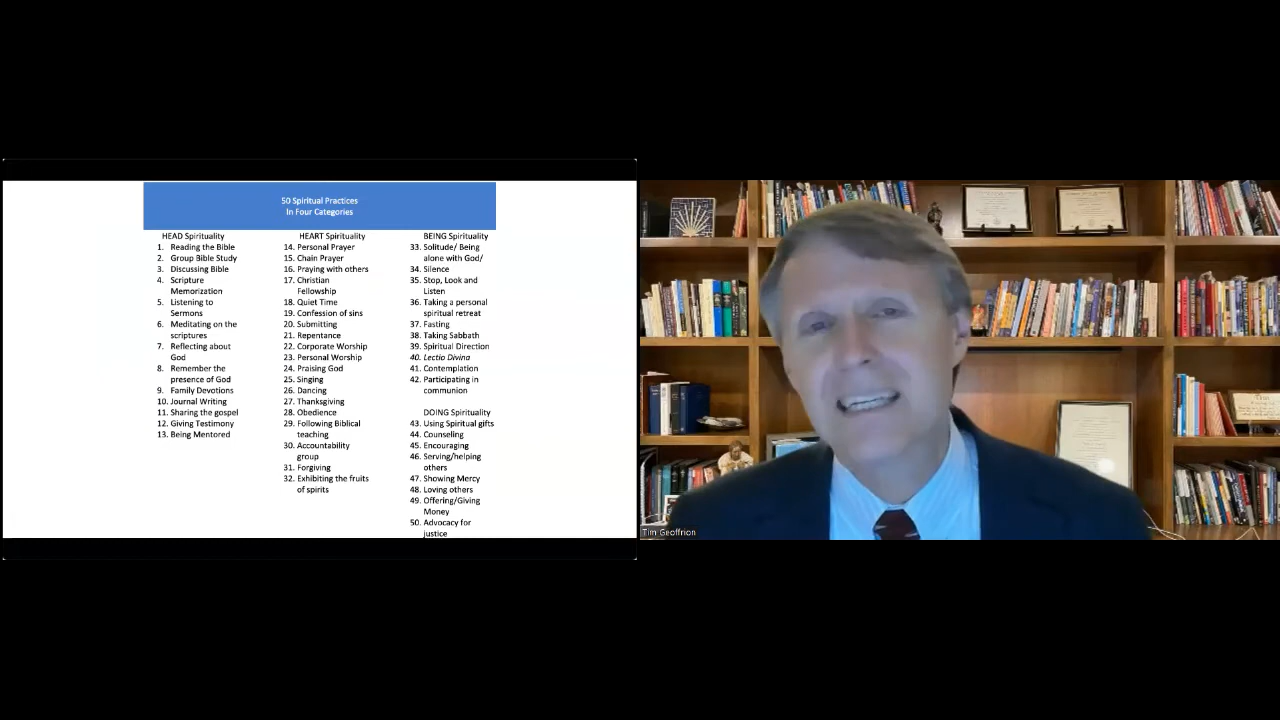 50 Spiritual Practices
In Four Categories
HEAD Spirituality
1. Reading the Bible
2. Group Bible Study
3. Discussing Bible
4. Scripture
Memorization
5. Listening to
Sermons
6. Meditating on the
scriptures
7. Reflecting about
God
8. Remember the
presence of God
9. Family Devotions
10. Journal Writing
11. Sharing the gospel
12. Giving Testimony
13. Being Mentored
HEART Spirituality
14. Personal Prayer
15. Chain Prayer
16. Praying with others
17. Christian
Fellowship
18. Quiet Time
19. Confession of sins
20. Submitting
21. Repentance
22. Corporate Worship
23. Personal Worship
24. Praising God
25. Singing
26. Dancing
27. Thanksgiving
28. Obedience
29. Following Biblical
teaching
30. Accountability
group
31. Forgiving
32. Exhibiting the fruits
of spirits
BEING Spirituality
33. Solitude/ Being
alone with God/
34. Silence
35. Stop, Look and
Listen
36. Taking a personal
spiritual retreat
37. Fasting
38. Taking Sabbath
39. Spiritual Direction
40. Lectio Divina
41. Contemplation
42. Participating in
communion
DOING Spirituality
43. Using Spiritual gifts
44. Counseling
45. Encouraging
46. Serving/helping
others
47. Showing Mercy
48. Loving others
49. Offering/Giving
Money
50. Advocacy for
justice
Tim Geoffrion